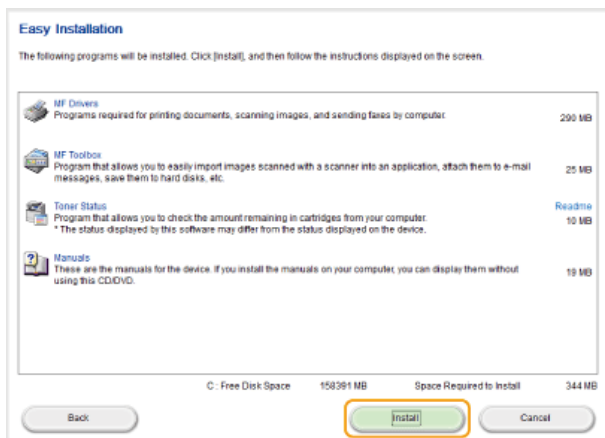 Easy Installation
The following programs will be installed. Click [Install], and then follow the instructions displayed on the screen.
MF Drivers
Programs required for printing documents, scanning images, and sending faxes by computer.
290 MB
MF Toolbox
Program that allows you to easily import images scanned with a scanner into an application, attach them to e-mail
messages, save them to hard disks, etc.
25 MB
Toner Status
Readme
Program that allows you to check the amount remaining in cartridges from your computer.
10 MB
* The status displayed by this software may differ from the status displayed on the device.
Manuals
These are the manuals for the device. If you install the manuals on your computer, you can display them without
using this CD/DVD.
19 MB
C : Free Disk Space 158391 MB Space Required to Install 344 MB
Back Install Cancel